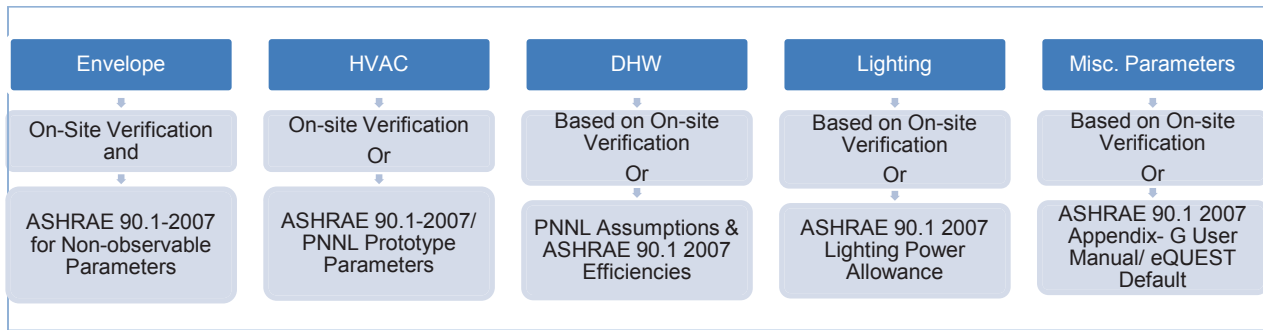 Envelope
On-Site Verification
and
ASHRAE 90.1-2007
for Non-observable
Parameters
HVAC
On-site Verification
Or
ASHRAE 90.1-2007/
PNNL Prototype
Parameters
DHW
Based on On-site
Verification
Or
PNNL Assumptions &
ASHRAE 90.1 2007
Efficiencies
Lighting
Based on On-site
Verification
Or
ASHRAE 90.1 2007
Lighting Power
Allowance
Misc. Parameters
Based on On-site
Verification
Or
ASHRAE 90.1 2007
Appendix- G User
Manual/ eQUEST
Default